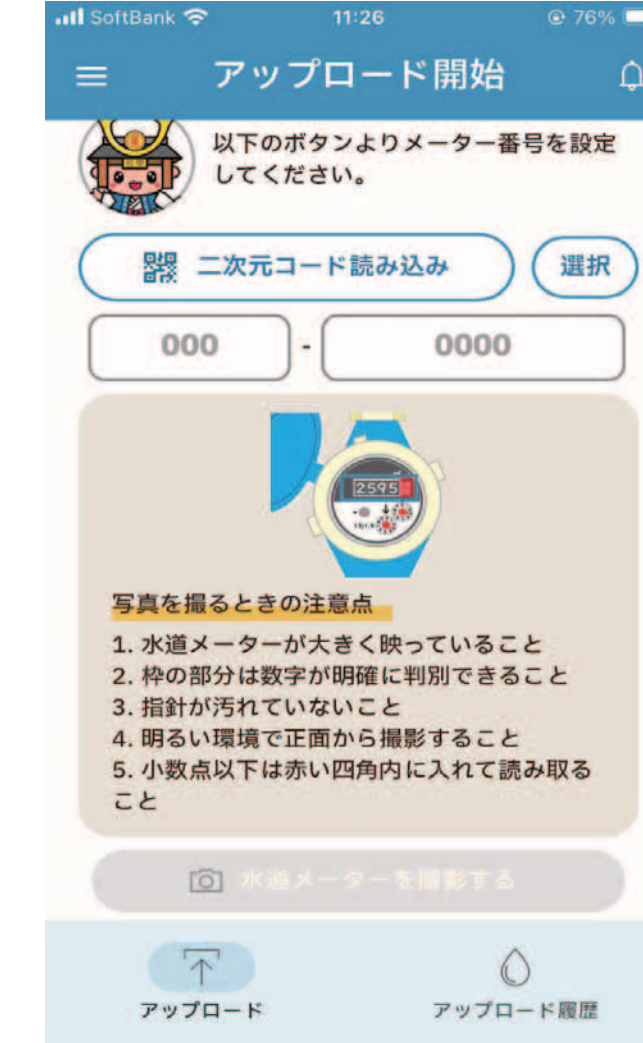 SoftBank 11:26 76%
アップロード開始
以下のボタンよりメーター番号を設定
してください。
二次元コード読み込み 選択
000 - 0000
2595
写真を撮るときの注意点
1. 水道メーターが大きく映っていること
2. 枠の部分は数字が明確に判別できること
3. 指針が汚れていないこと
4. 明るい環境で正面から撮影すること
5. 小数点以下は赤い四角内に入れて読み取る
こと
水道メーターを撮影する
アップロード アップロード履歴